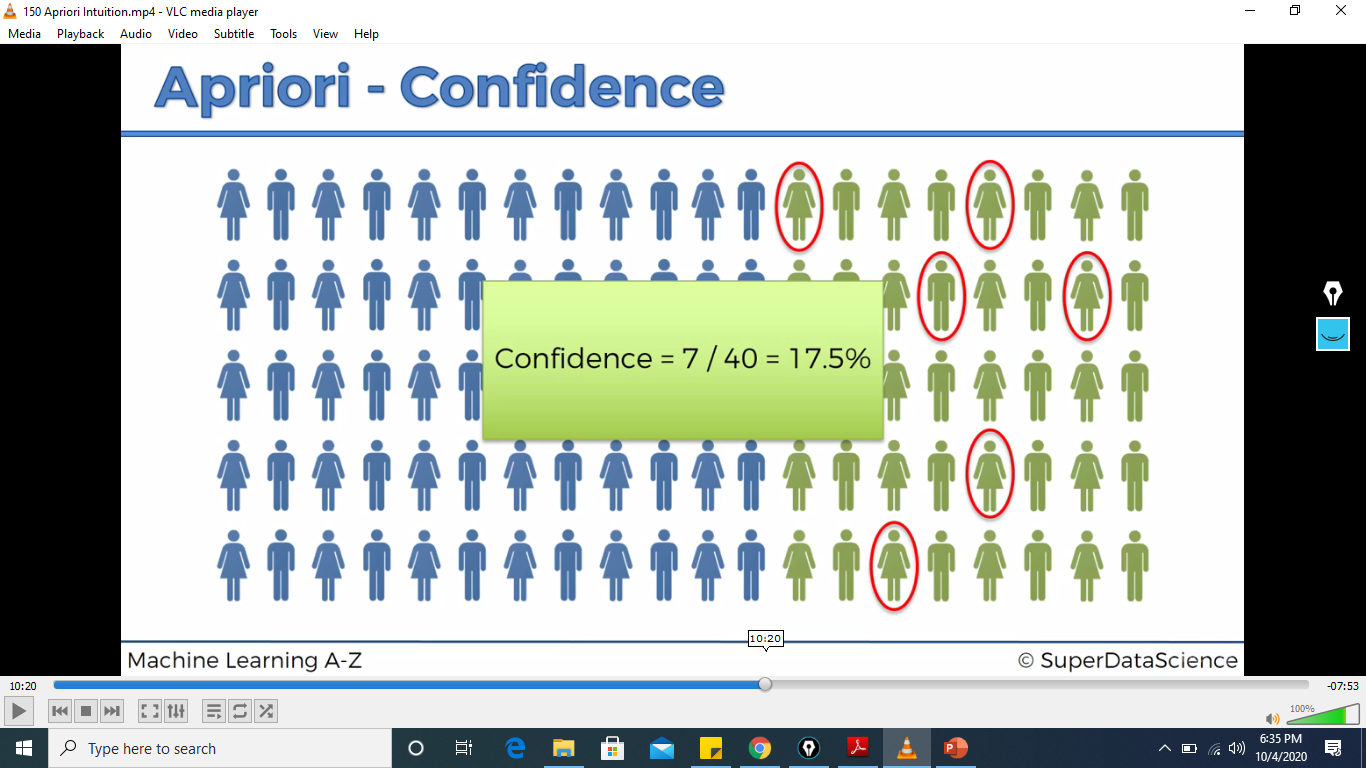 150 Apriori Intuition.mp4 - VLC media player
Media Playback Audio Video Subtitle Tools View Help
Apriori - Confidence
Confidence = 7 / 40 = 17.5%
10:20
Machine Learning A-Z
© SuperDataScience
10:20
-07:53
100%
Type here to search
6:35 PM
10/4/2020